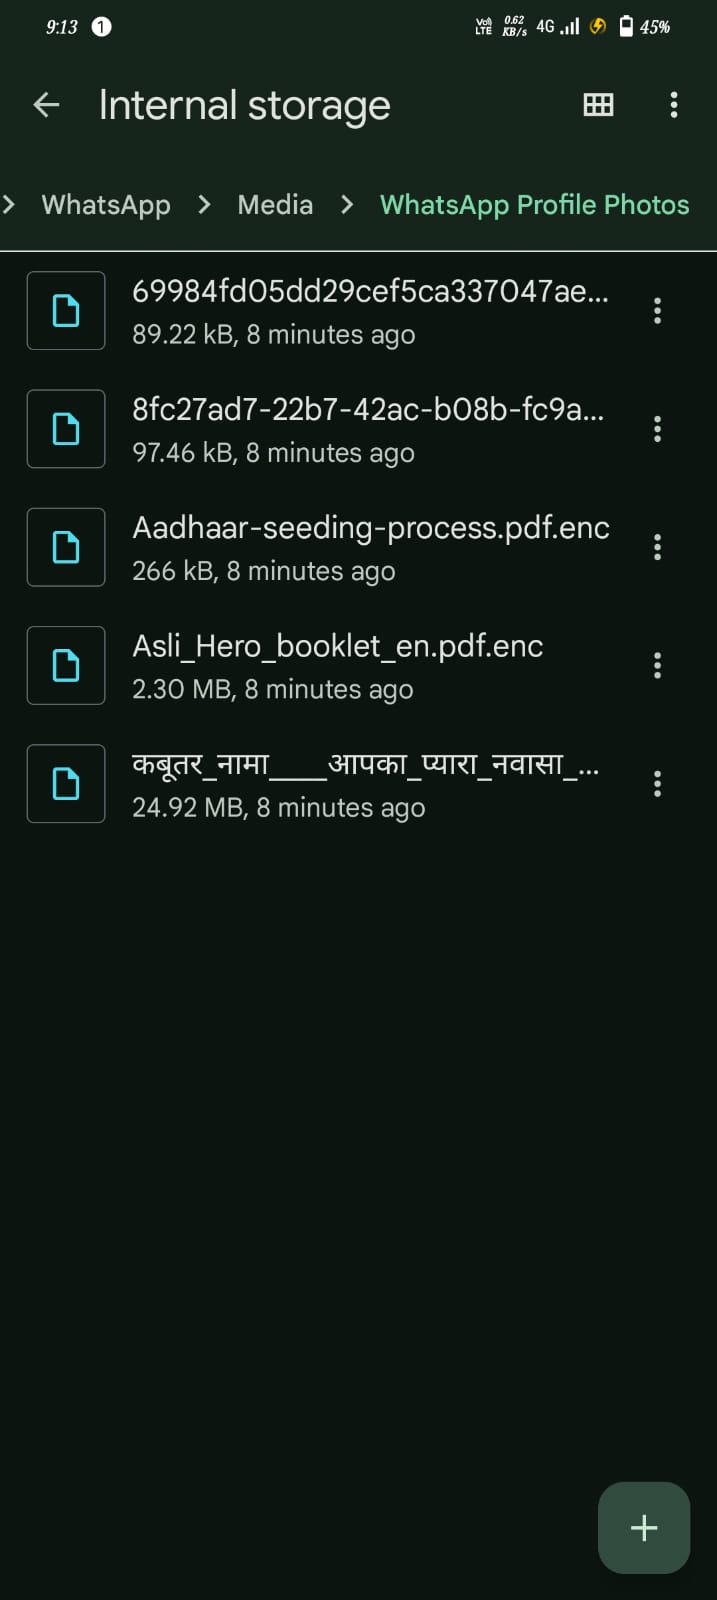 9:13 1 Vo) LTE 0.62 KB/s 4G 45%
Internal storage
WhatsApp Media WhatsApp Profile Photos
69984fd05dd29cef5ca337047ae...
89.22 kB, 8 minutes ago
8fc27ad7-22b7-42ac-b08b-fc9a...
97.46 kB, 8 minutes ago
Aadhaar-seeding-process.pdf.enc
266 kB, 8 minutes ago
Asli_Hero_booklet_en.pdf.enc
2.30 MB, 8 minutes ago
कबूतर_नामा____आपका_प्यारा_नवासा_...
24.92 MB, 8 minutes ago